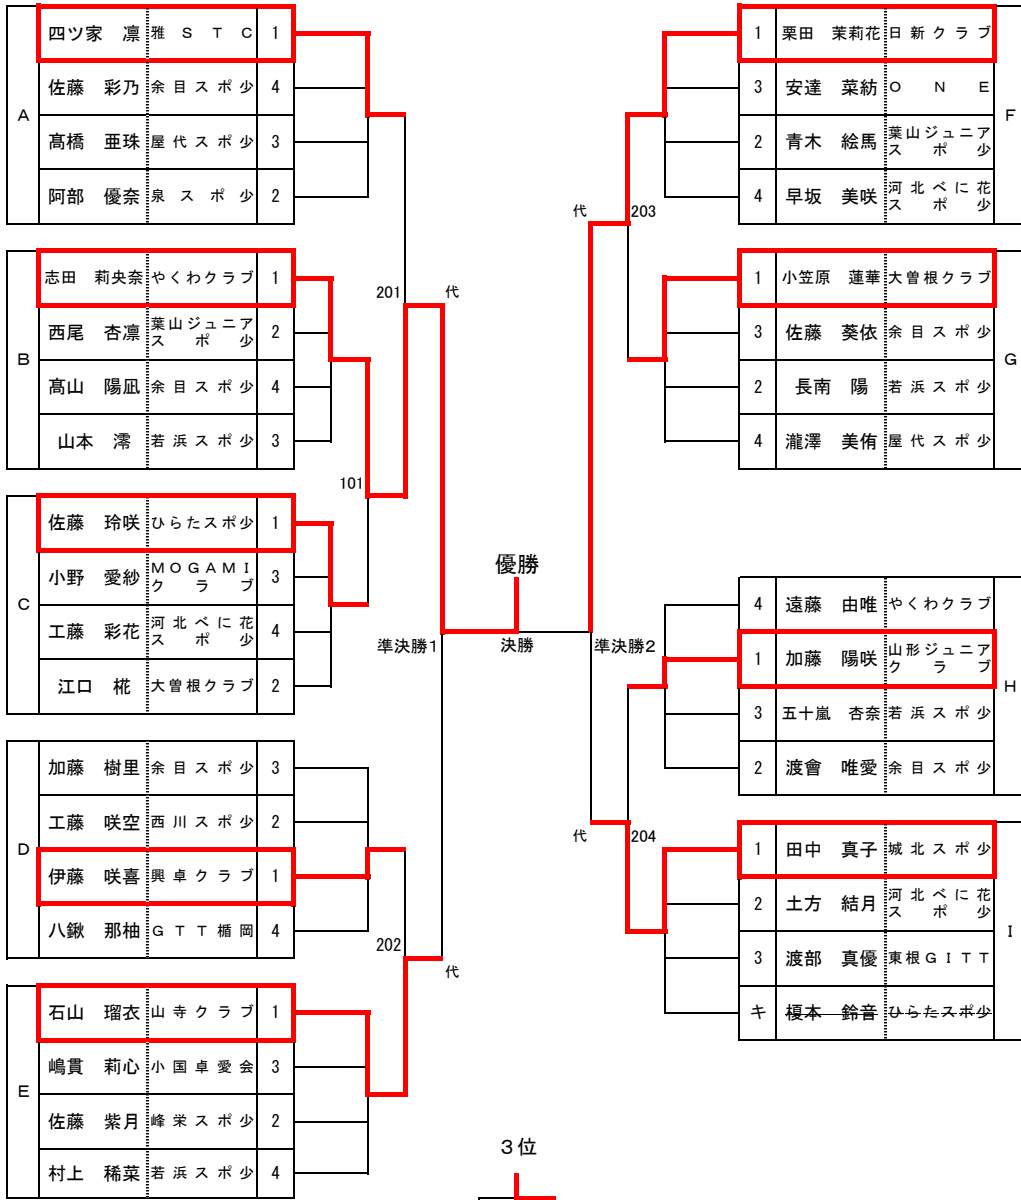 A
四ツ家　凛 雅ＳＴＣ 1
佐藤　彩乃 余目スポ少 4
髙橋　亜珠 屋代スポ少 3
阿部　優奈 泉スポ少 2
B
志田　莉央奈 やくわクラブ 1
西尾　杏凛 葉山ジュニアスポ少 2
髙山　陽凪 余目スポ少 4
山本　澪 若浜スポ少 3
C
佐藤　玲咲 ひらたスポ少 1
小野　愛紗 ＭＯＧＡＭＩクラブ 3
工藤　彩花 河北べに花スポ少 4
江口　椛 大曽根クラブ 2
D
加藤　樹里 余目スポ少 3
工藤　咲空 西川スポ少 2
伊藤　咲喜 興卓クラブ 1
八鍬　那柚 ＧＴＴ楯岡 4
E
石山　瑠衣 山寺クラブ 1
嶋貫　莉心 小国卓愛会 3
佐藤　紫月 峰栄スポ少 2
村上　稀菜 若浜スポ少 4
201
代
101
202
代
準決勝1
優勝
決勝
準決勝2
代
203
代
204
3位
F
1 栗田　茉莉花 日新クラブ
3 安達　菜紡 ＯＮＥ
2 青木　絵馬 葉山ジュニアスポ少
4 早坂　美咲 河北べに花スポ少
G
1 小笠原　蓮華 大曽根クラブ
3 佐藤　葵依 余目スポ少
2 長南　陽 若浜スポ少
4 瀧澤　美侑 屋代スポ少
H
4 遠藤　由唯 やくわクラブ
1 加藤　陽咲 山形ジュニアクラブ
3 五十嵐　杏奈 若浜スポ少
2 渡會　唯愛 余目スポ少
I
1 田中　真子 城北スポ少
2 土方　結月 河北べに花スポ少
3 渡部　真優 東根ＧＩＴＴ
キ 榎本　鈴音 ひらたスポ少